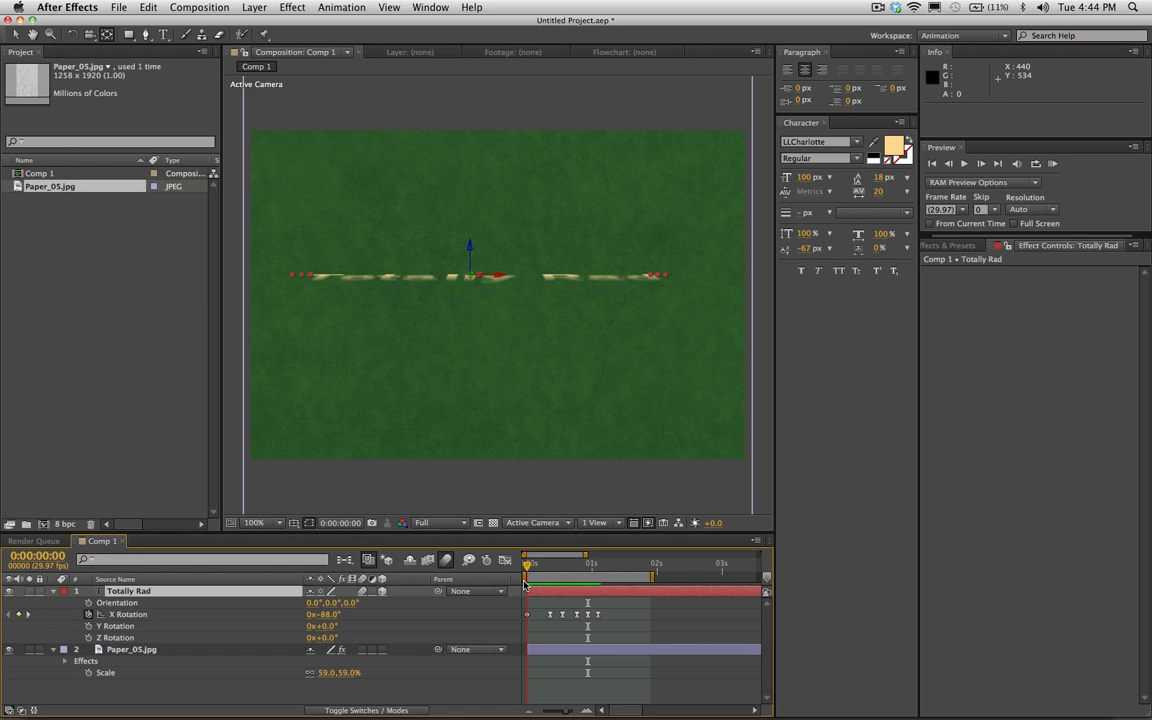 After Effects File Edit Composition Layer Effect Animation View Window Help (11%) Tue 4:44 PM
Untitled Project.aep *
Workspace: Animation Search Help
Project
Composition: Comp 1 Layer: (none) Footage: (none) Flowchart: (none)
Paragraph
Info
Paper_05.jpg , used 1 time
1258 x 1920 (1.00)
Millions of Colors
Comp 1
Active Camera
R :
G :
B :
A : 0
X : 440
Y : 534
0 px 0 px 0 px
0 px 0 px
Character
LLCharlotte
Regular
100 px 18 px
Metrics 20
- px
100 % 100 %
-67 px 0 %
T T TT Tr T' T,
Preview
RAM Preview Options
Frame Rate Skip Resolution
(29.97) 0 Auto
From Current Time Full Screen
ffects & Presets Effect Controls: Totally Rad
Comp 1 • Totally Rad
Name Type S
Comp 1 Composi...
Paper_05.jpg JPEG
8 bpc
100% 0:00:00:00 Full Active Camera 1 View +0.0
Render Queue Comp 1
0:00:00:00
00000 (29.97 fps)
# Source Name Parent
00s 01s 02s 03s
1 T Totally Rad None
Orientation 0.0°,0.0°,0.0°
X Rotation 0x-88.0°
Y Rotation 0x+0.0°
Z Rotation 0x+0.0°
2 Paper_05.jpg None
Effects
Scale 59.0,59.0%
Toggle Switches / Modes